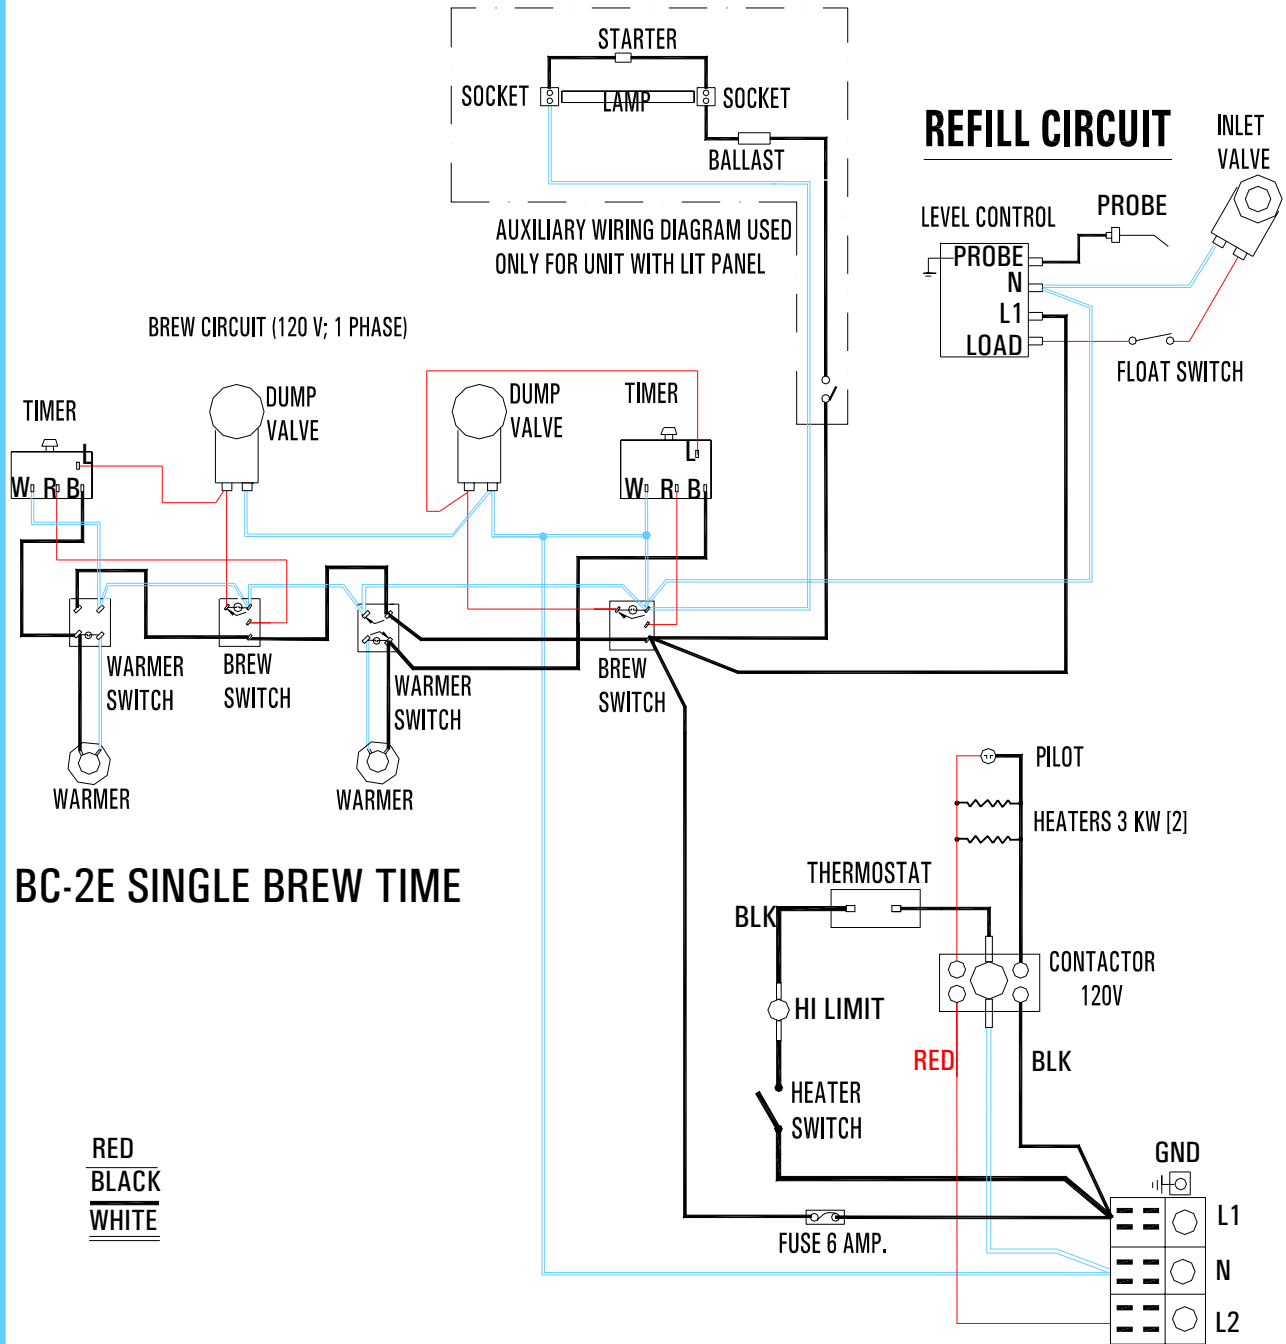 STARTER
SOCKET
LAMP
SOCKET
BALLAST
AUXILIARY WIRING DIAGRAM USED
ONLY FOR UNIT WITH LIT PANEL
REFILL CIRCUIT
INLET
VALVE
LEVEL CONTROL
PROBE
PROBE
N
L1
LOAD
FLOAT SWITCH
BREW CIRCUIT (120 V; 1 PHASE)
TIMER
DUMP
VALVE
DUMP
VALVE
TIMER
L
W R B
L
W R B
WARMER
SWITCH
BREW
SWITCH
WARMER
SWITCH
BREW
SWITCH
WARMER
WARMER
PILOT
HEATERS 3 KW [2]
BC-2E SINGLE BREW TIME
THERMOSTAT
BLK
CONTACTOR
120V
HI LIMIT
RED
BLK
HEATER
SWITCH
RED
BLACK
WHITE
GND
L1
FUSE 6 AMP.
N
L2